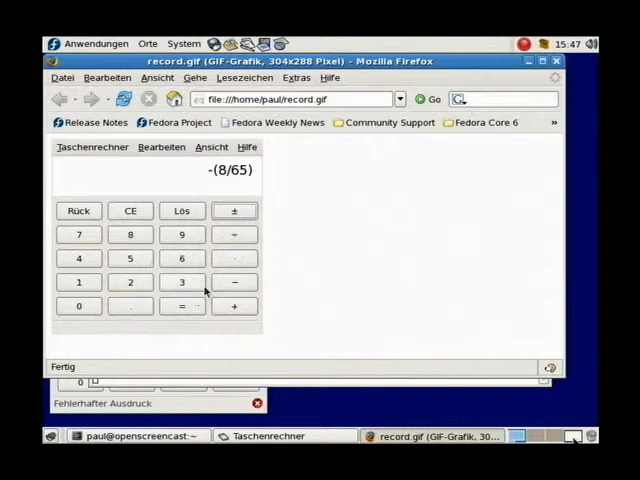 Anwendungen Orte System 15:47
record.gif (GIF-Grafik, 304x288 Pixel) - Mozilla Firefox
Datei Bearbeiten Ansicht Gehe Lesezeichen Extras Hilfe
file:///home/paul/record.gif Go G
Release Notes Fedora Project Fedora Weekly News Community Support Fedora Core 6 »
Taschenrechner Bearbeiten Ansicht Hilfe
-(8/65)
Rück CE Lös ±
7 8 9 ÷
4 5 6 ·
1 2 3 −
0 . = +
Fertig
0
Fehlerhafter Ausdruck
paul@openscreencast:~ Taschenrechner record.gif (GIF-Grafik, 30...